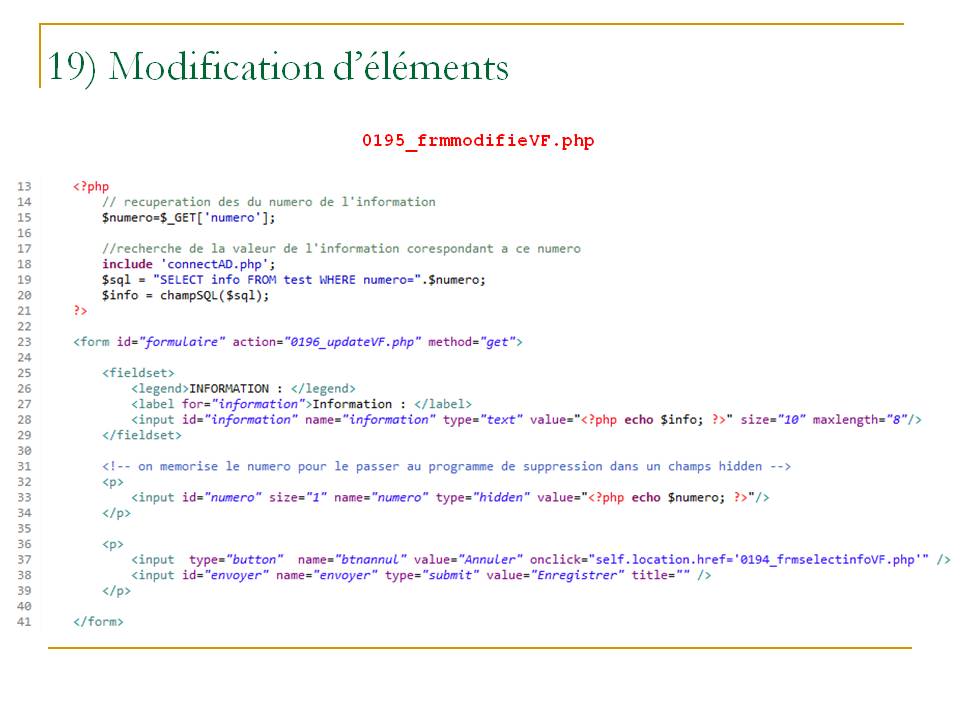 19) Modification d'éléments
0195_frmmodifieVF.php
13 <?php
14 // recuperation des du numero de l'information
15 $numero=$_GET['numero'];
16
17 //recherche de la valeur de l'information corespondant a ce numero
18 include 'connectAD.php';
19 $sql = "SELECT info FROM test WHERE numero=".$numero;
20 $info = champSQL($sql);
21 ?>
22
23 <form id="formulaire" action="0196_updateVF.php" method="get">
24
25 <fieldset>
26 <legend>INFORMATION : </legend>
27 <label for="information">Information : </label>
28 <input id="information" name="information" type="text" value="<?php echo $info; ?>" size="10" maxlength="8"/>
29 </fieldset>
30
31 <!-- on memorise le numero pour le passer au programme de suppression dans un champs hidden -->
32 <p>
33 <input id="numero" size="1" name="numero" type="hidden" value="<?php echo $numero; ?>"/>
34 </p>
35
36 <p>
37 <input  type="button"  name="btnannul" value="Annuler" onclick="self.location.href='0194_frmselectinfoVF.php'" />
38 <input id="envoyer" name="envoyer" type="submit" value="Enregistrer" title="" />
39 </p>
40
41 </form>